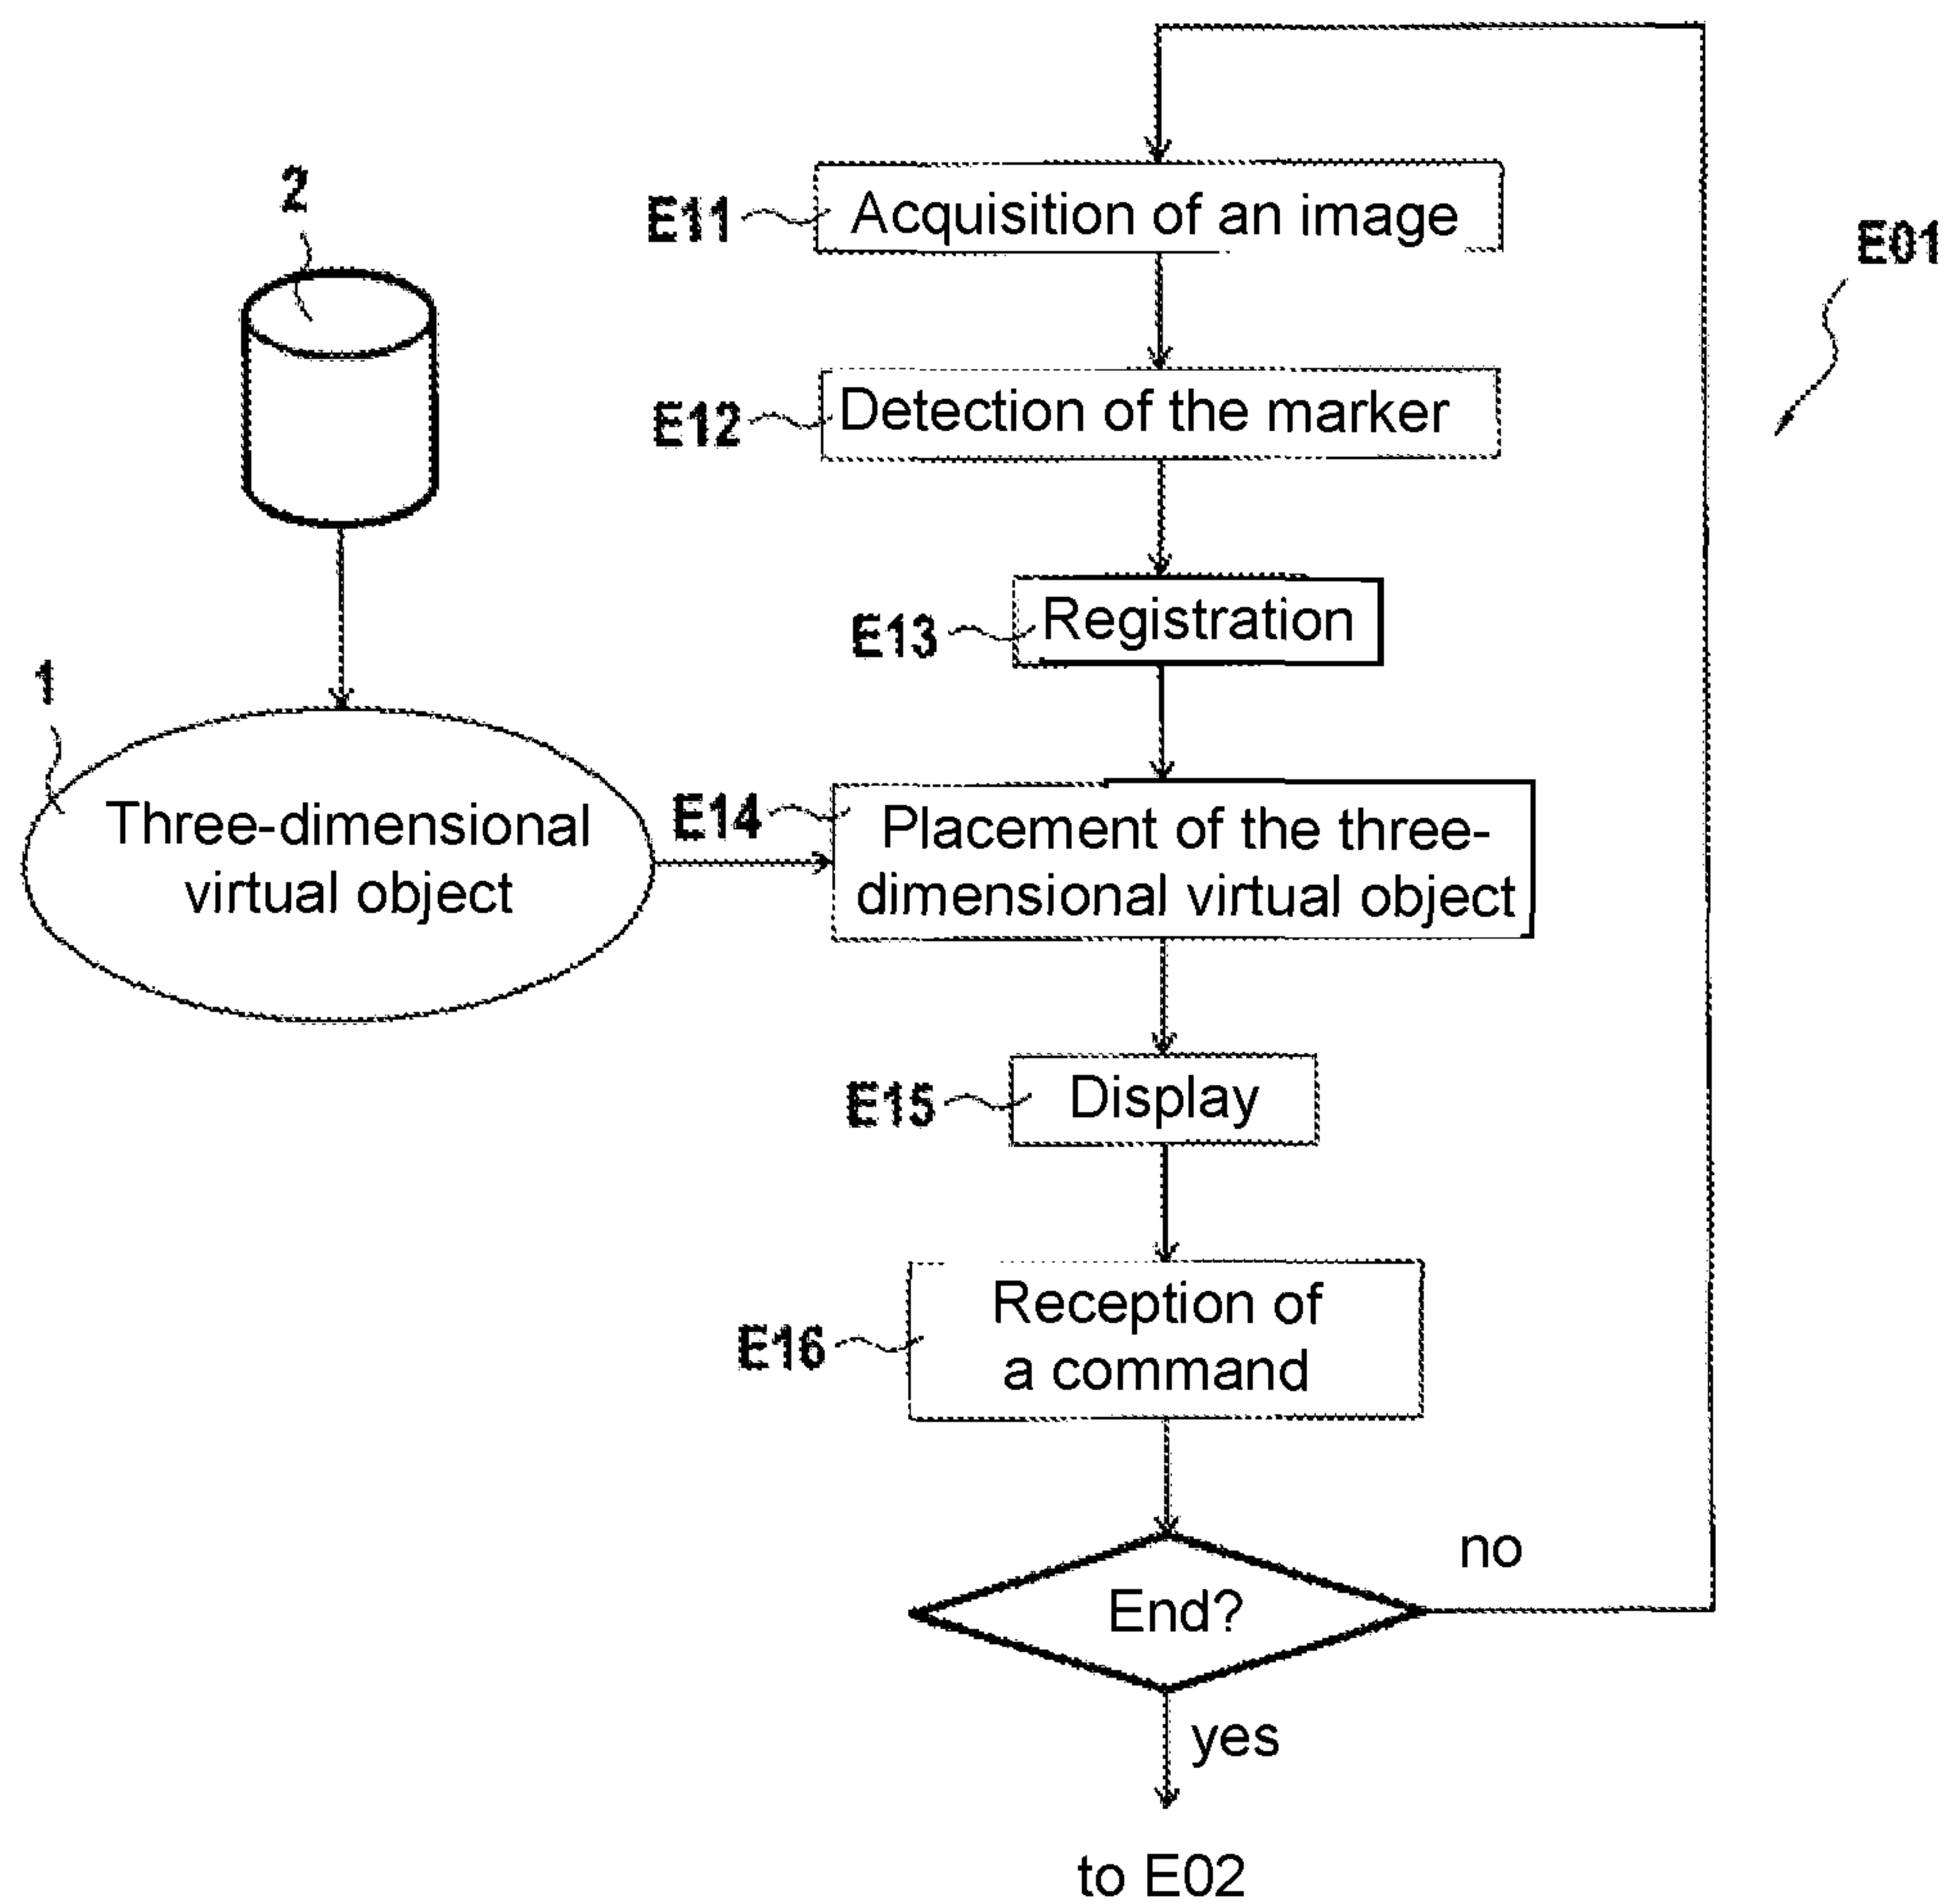 E11 Acquisition of an image
E01
2
E12 Detection of the marker
E13 Registration
1
Three-dimensional
virtual object
E14 Placement of the three-
dimensional virtual object
E15 Display
E16 Reception of
a command
End?
no
yes
to E02